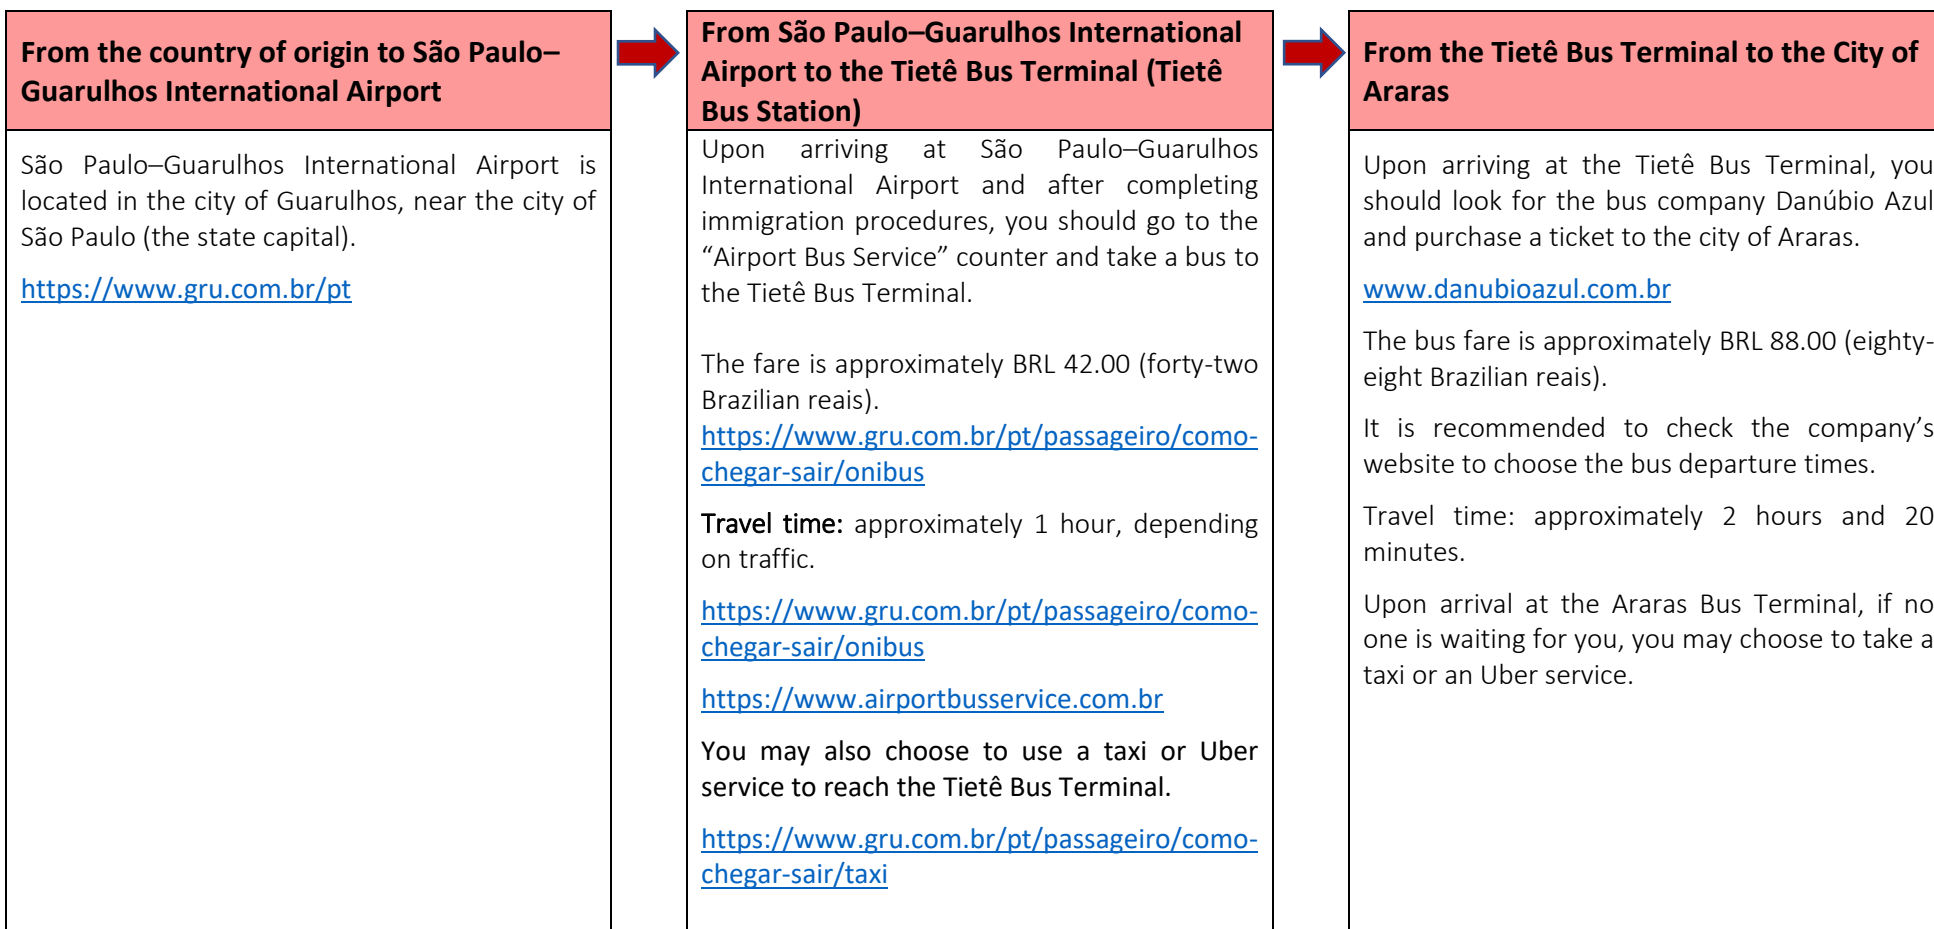 From the country of origin to São Paulo–
Guarulhos International Airport
São Paulo–Guarulhos International Airport is
located in the city of Guarulhos, near the city of
São Paulo (the state capital).
https://www.gru.com.br/pt
From São Paulo–Guarulhos International
Airport to the Tietê Bus Terminal (Tietê
Bus Station)
Upon arriving at São Paulo–Guarulhos
International Airport and after completing
immigration procedures, you should go to the
“Airport Bus Service” counter and take a bus to
the Tietê Bus Terminal.
The fare is approximately BRL 42.00 (forty-two
Brazilian reais).
https://www.gru.com.br/pt/passageiro/como-
chegar-sair/onibus
Travel time: approximately 1 hour, depending
on traffic.
https://www.gru.com.br/pt/passageiro/como-
chegar-sair/onibus
https://www.airportbusservice.com.br
You may also choose to use a taxi or Uber
service to reach the Tietê Bus Terminal.
https://www.gru.com.br/pt/passageiro/como-
chegar-sair/taxi
From the Tietê Bus Terminal to the City of
Araras
Upon arriving at the Tietê Bus Terminal, you
should look for the bus company Danúbio Azul
and purchase a ticket to the city of Araras.
www.danubioazul.com.br
The bus fare is approximately BRL 88.00 (eighty-
eight Brazilian reais).
It is recommended to check the company’s
website to choose the bus departure times.
Travel time: approximately 2 hours and 20
minutes.
Upon arrival at the Araras Bus Terminal, if no
one is waiting for you, you may choose to take a
taxi or an Uber service.